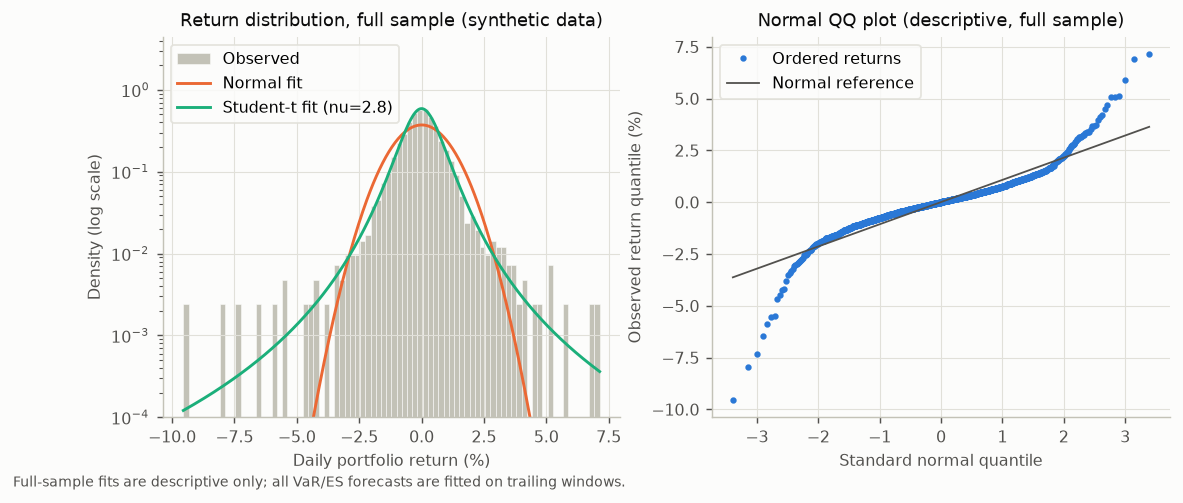 Return distribution, full sample (synthetic data)
Observed
Normal fit
Student-t fit (nu=2.8)
Density (log scale)
10⁰
10⁻¹
10⁻²
10⁻³
10⁻⁴
−10.0 −7.5 −5.0 −2.5 0.0 2.5 5.0 7.5
Daily portfolio return (%)
Normal QQ plot (descriptive, full sample)
Ordered returns
Normal reference
Observed return quantile (%)
7.5
5.0
2.5
0.0
−2.5
−5.0
−7.5
−10.0
−3 −2 −1 0 1 2 3
Standard normal quantile
Full-sample fits are descriptive only; all VaR/ES forecasts are fitted on trailing windows.